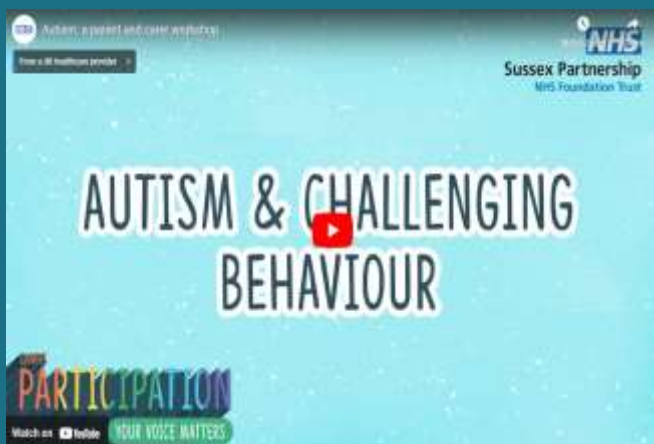 Autism, a parent and carer workshop
From a UK healthcare provider
NHS
Sussex Partnership
NHS Foundation Trust
AUTISM & CHALLENGING
BEHAVIOUR
PARTICIPATION
Watch on YouTube
YOUR VOICE MATTERS